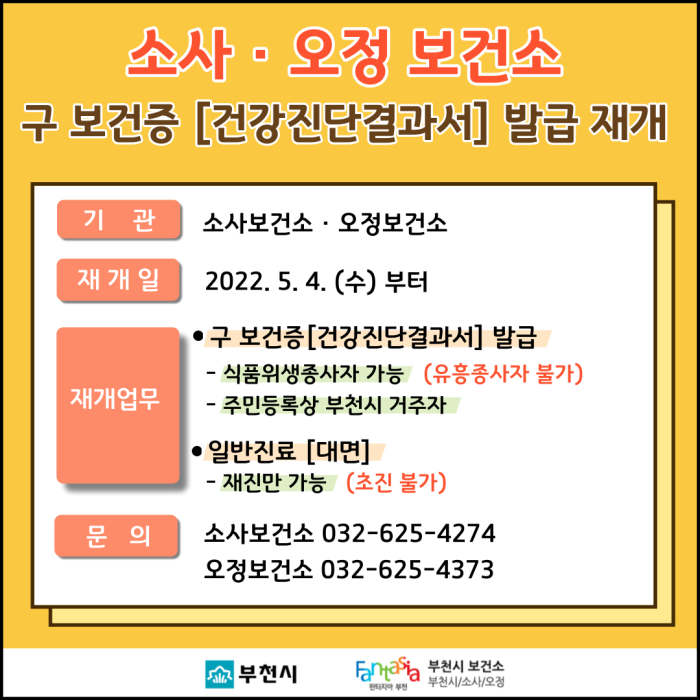 소사 · 오정 보건소
구 보건증 [건강진단결과서] 발급 재개
기 관
소사보건소 · 오정보건소
재 개 일
2022. 5. 4. (수) 부터
재개업무
• 구 보건증[건강진단결과서] 발급
- 식품위생종사자 가능 (유흥종사자 불가)
- 주민등록상 부천시 거주자
• 일반진료 [대면]
- 재진만 가능 (초진 불가)
문 의
소사보건소 032-625-4274
오정보건소 032-625-4373
부천시
Fantasia
판타지아 부천
부천시 보건소
부천시/소사/오정